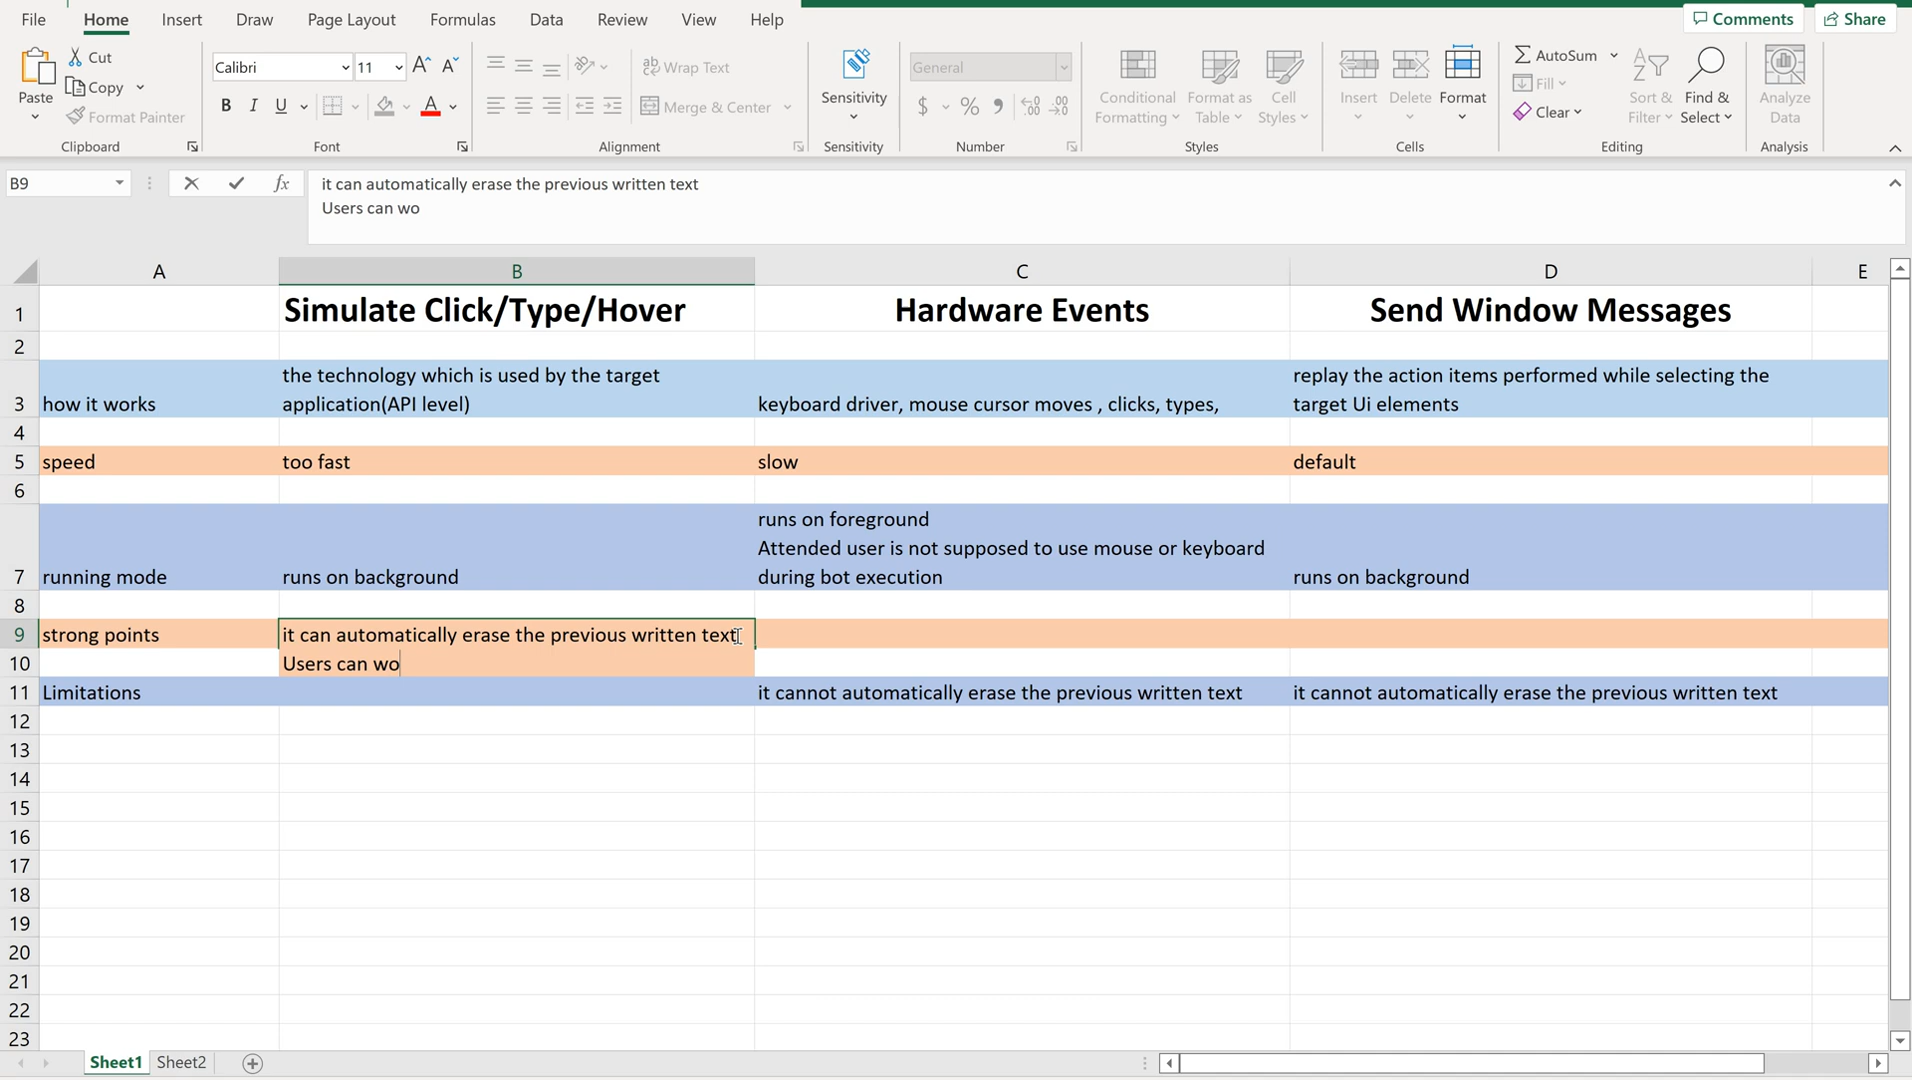 File Home Insert Draw Page Layout Formulas Data Review View Help Comments Share
Paste Cut Copy Format Painter Clipboard
Calibri 11 A A B I U A Font
ab Wrap Text Merge & Center Alignment
Sensitivity Sensitivity
General $ % 9 Number
Conditional Formatting Format as Table Cell Styles Styles
Insert Delete Format Cells
AutoSum Fill Clear Sort & Filter Find & Select Editing
Analyze Data Analysis
B9 fx it can automatically erase the previous written text
Users can wo
A B C D E
1 Simulate Click/Type/Hover Hardware Events Send Window Messages
2
the technology which is used by the target replay the action items performed while selecting the
3 how it works application(API level) keyboard driver, mouse cursor moves , clicks, types, target Ui elements
4
5 speed too fast slow default
6
runs on foreground
Attended user is not supposed to use mouse or keyboard
7 running mode runs on background during bot execution runs on background
8
9 strong points it can automatically erase the previous written text
10 Users can wo
11 Limitations it cannot automatically erase the previous written text it cannot automatically erase the previous written text
12
13
14
15
16
17
18
19
20
21
22
23
Sheet1 Sheet2